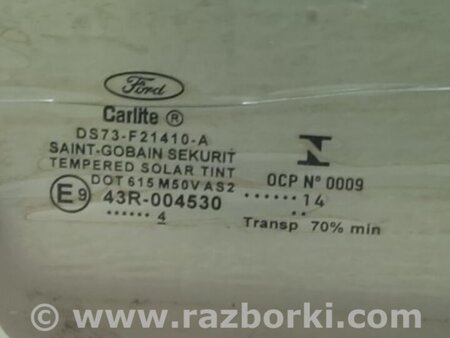 Ford
Carlite ®
DS73-F21410-A
SAINT-GOBAIN SEKURIT
TEMPERED SOLAR TINT
DOT 615 M50V AS2
E9 43R-004530
...... 4
OCP Nº 0009
...... 14
..
Transp 70% min
www.razborki.com